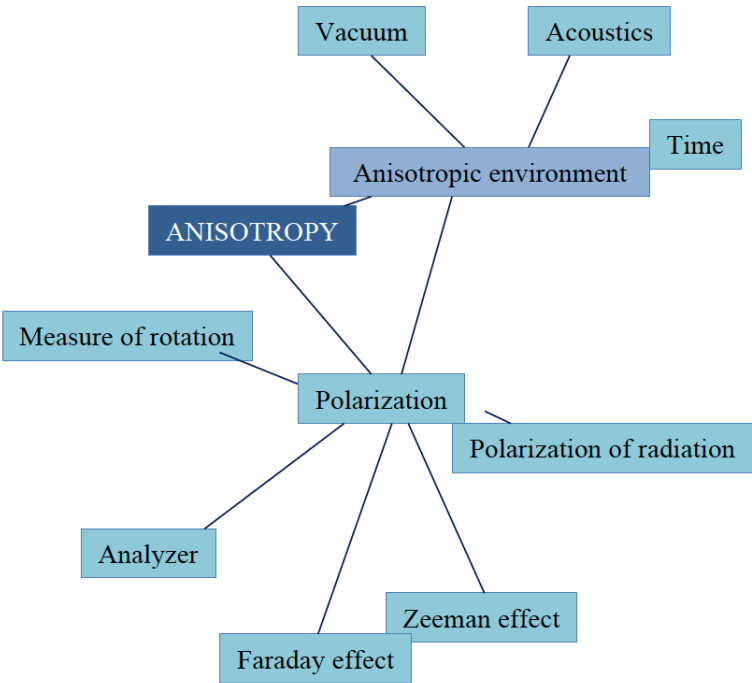 Vacuum
Acoustics
Time
Anisotropic environment
ANISOTROPY
Measure of rotation
Polarization
Polarization of radiation
Analyzer
Zeeman effect
Faraday effect